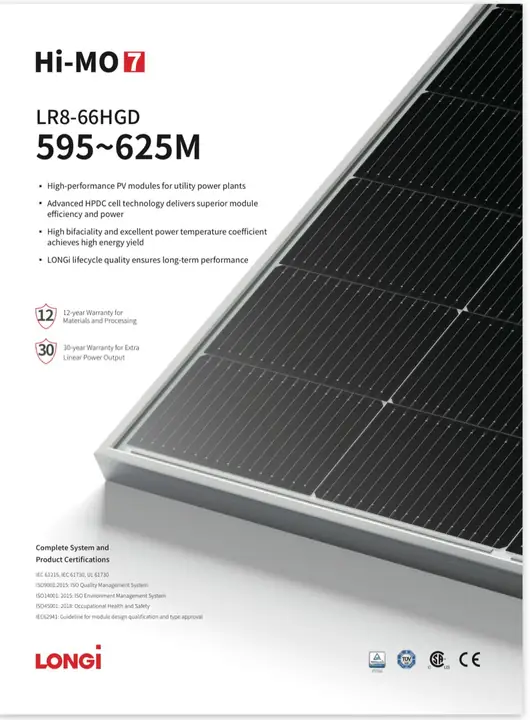 Hi-MO 7
LR8-66HGD
595~625M
• High-performance PV modules for utility power plants
• Advanced HPDC cell technology delivers superior module
efficiency and power
• High bifaciality and excellent power temperature coefficient
achieves high energy yield
• LONGi lifecycle quality ensures long-term performance
12
12-year Warranty for
Materials and Processing
30
30-year Warranty for Extra
Linear Power Output
Complete System and
Product Certifications
IEC 61215, IEC 61730, UL 61730
ISO9001:2015: ISO Quality Management System
ISO14001: 2015: ISO Environment Management System
ISO45001: 2018: Occupational Health and Safety
IEC62941: Guideline for module design qualification and type approval
LONGi
TÜV
SA
C US
CE